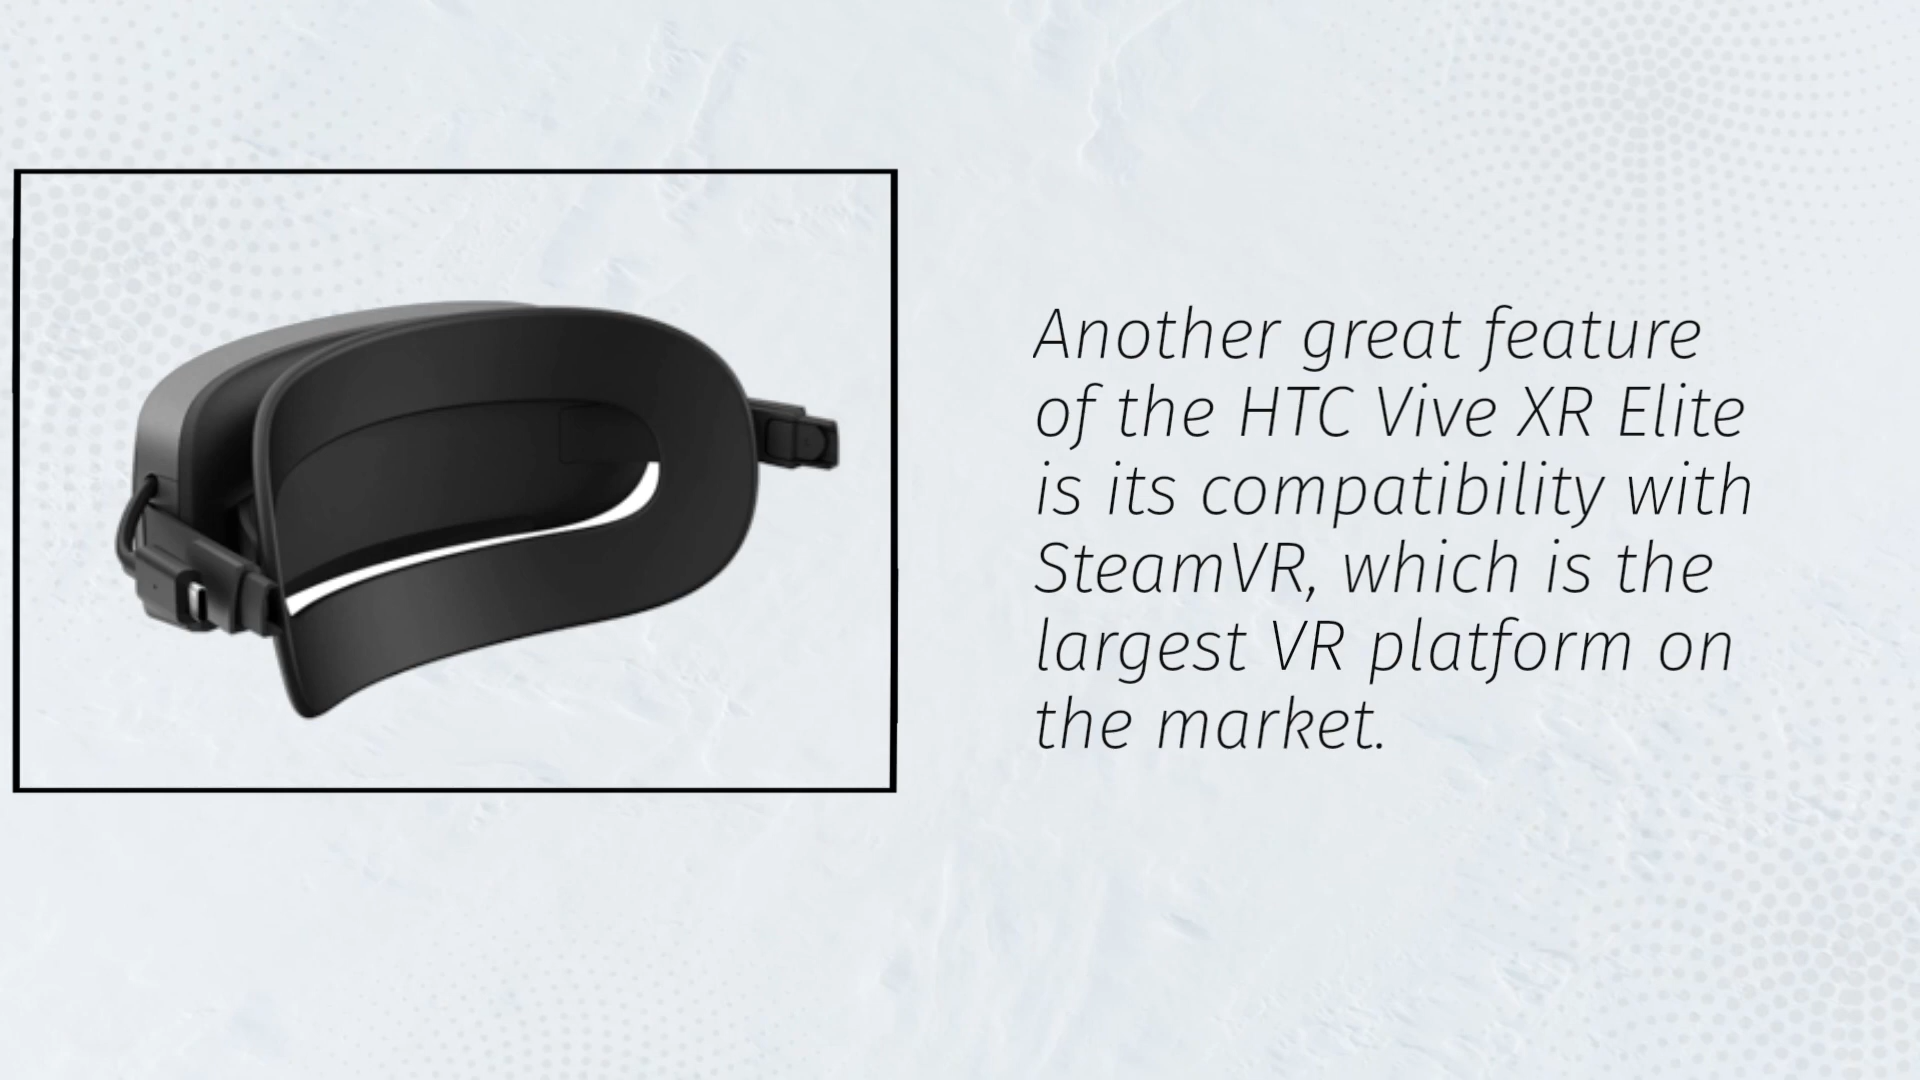 Another great feature
of the HTC Vive XR Elite
is its compatibility with
SteamVR, which is the
largest VR platform on
the market.